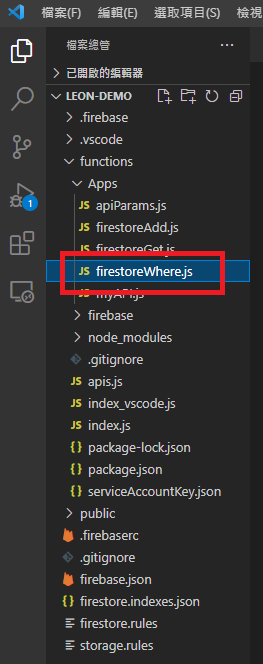 檔案(F) 編輯(E) 選取項目(S) 檢視
檔案總管
已開啟的編輯器
LEON-DEMO
.firebase
.vscode
functions
Apps
apiParams.js
firestoreAdd.js
firestoreGet.js
firestoreWhere.js
myAPI.js
firebase
node_modules
.gitignore
apis.js
index_vscode.js
index.js
package-lock.json
package.json
serviceAccountKey.json
public
.firebaserc
.gitignore
firebase.json
firestore.indexes.json
firestore.rules
storage.rules
1